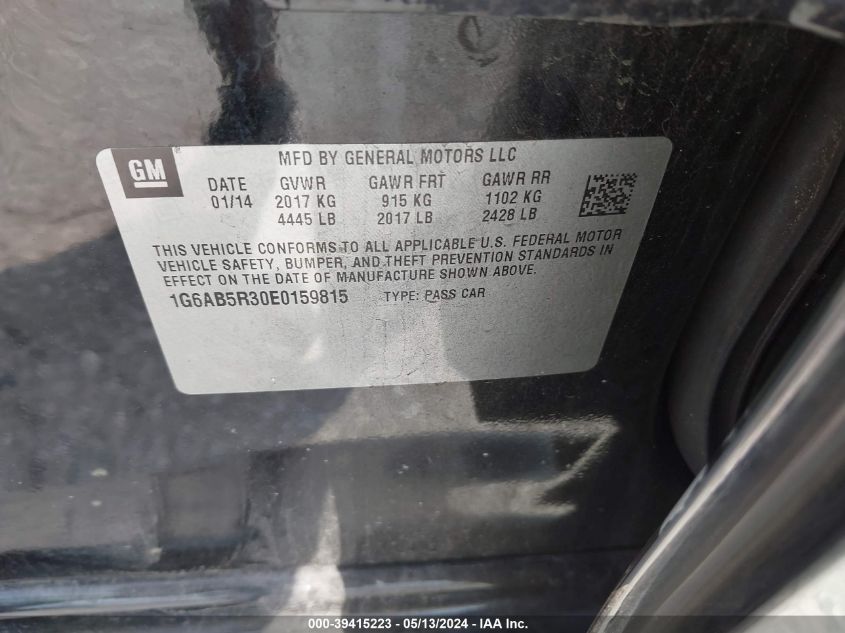 GM
MFD BY GENERAL MOTORS LLC
DATE GVWR GAWR FRT GAWR RR
01/14 2017 KG 915 KG 1102 KG
4445 LB 2017 LB 2428 LB
THIS VEHICLE CONFORMS TO ALL APPLICABLE U.S. FEDERAL MOTOR
VEHICLE SAFETY, BUMPER, AND THEFT PREVENTION STANDARDS IN
EFFECT ON THE DATE OF MANUFACTURE SHOWN ABOVE.
1G6AB5R30E0159815 TYPE: PASS CAR
000-39415223 - 05/13/2024 - IAA Inc.